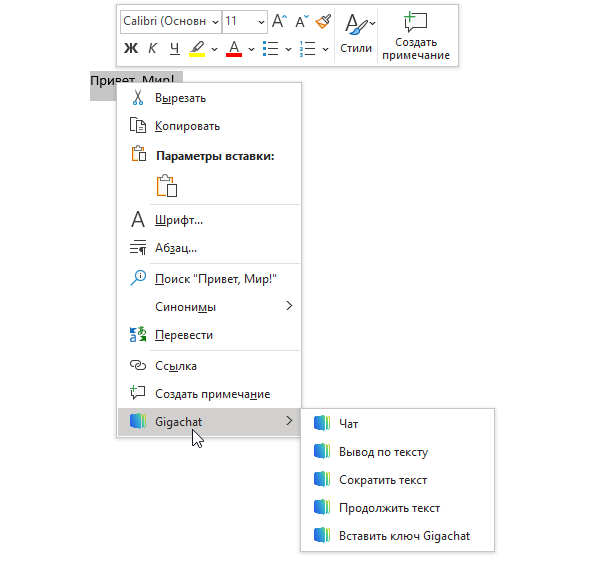 Calibri (Основн
11
Ж К Ч
Стили
Создать
примечание
Привет, Мир!
Вырезать
Копировать
Параметры вставки:
Шрифт...
Абзац...
Поиск "Привет, Мир!"
Синонимы
Перевести
Ссылка
Создать примечание
Gigachat
Чат
Вывод по тексту
Сократить текст
Продолжить текст
Вставить ключ Gigachat